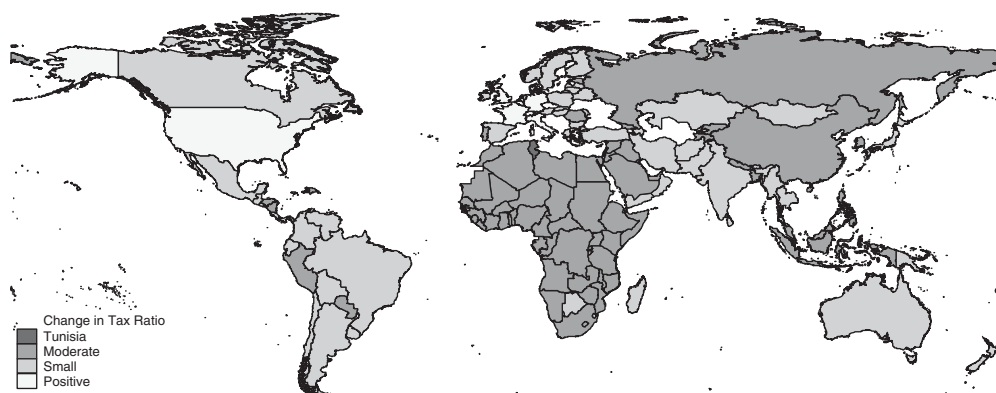 Change in Tax Ratio
Tunisia
Moderate
Small
Positive